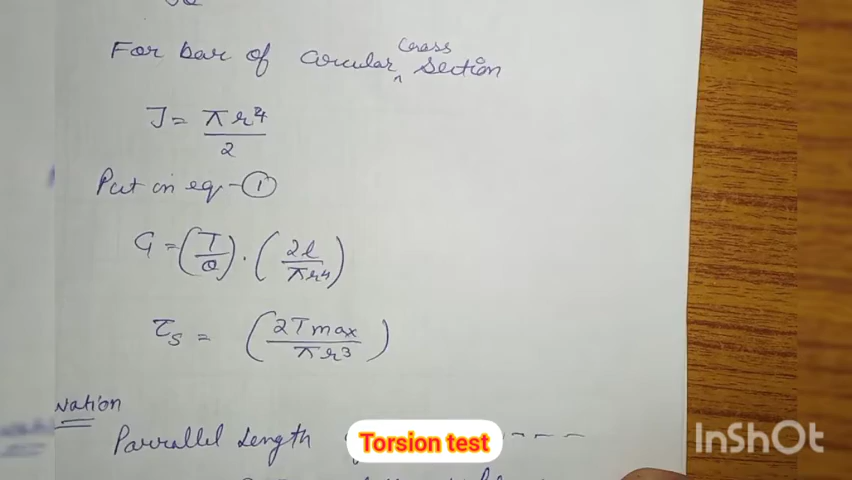 For bar of circular cross section
J = πr⁴/2
Put in eq - ①
G = (T/θ) . (2l/πr⁴)
τs = (2Tmax/πr³)
Nation
Parrallel Length
Torsion test
InShOt